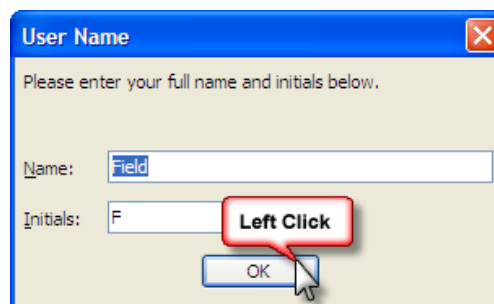 User Name
Please enter your full name and initials below.
Name: Field
Initials: F
Left Click
OK